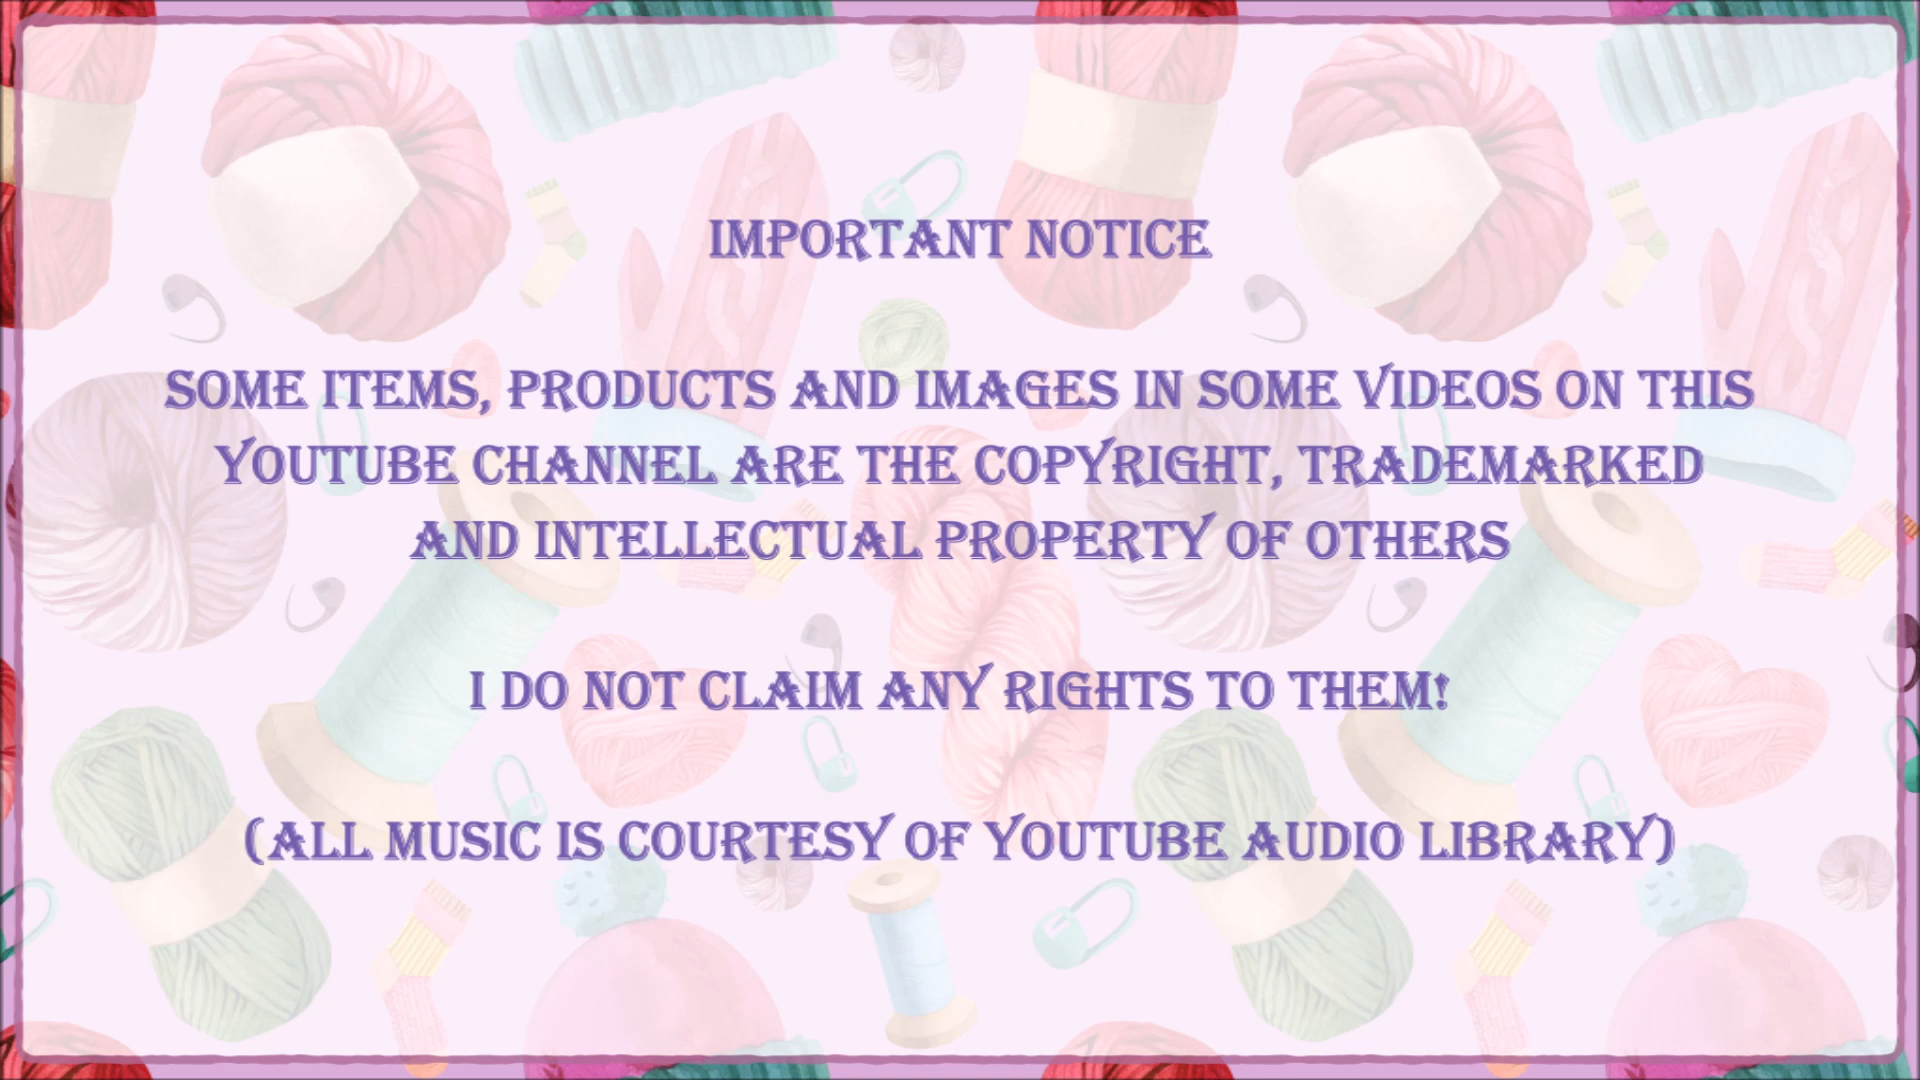 IMPORTANT NOTICE
SOME ITEMS, PRODUCTS AND IMAGES IN SOME VIDEOS ON THIS
YOUTUBE CHANNEL ARE THE COPYRIGHT, TRADEMARKED
AND INTELLECTUAL PROPERTY OF OTHERS
I DO NOT CLAIM ANY RIGHTS TO THEM!
(ALL MUSIC IS COURTESY OF YOUTUBE AUDIO LIBRARY)